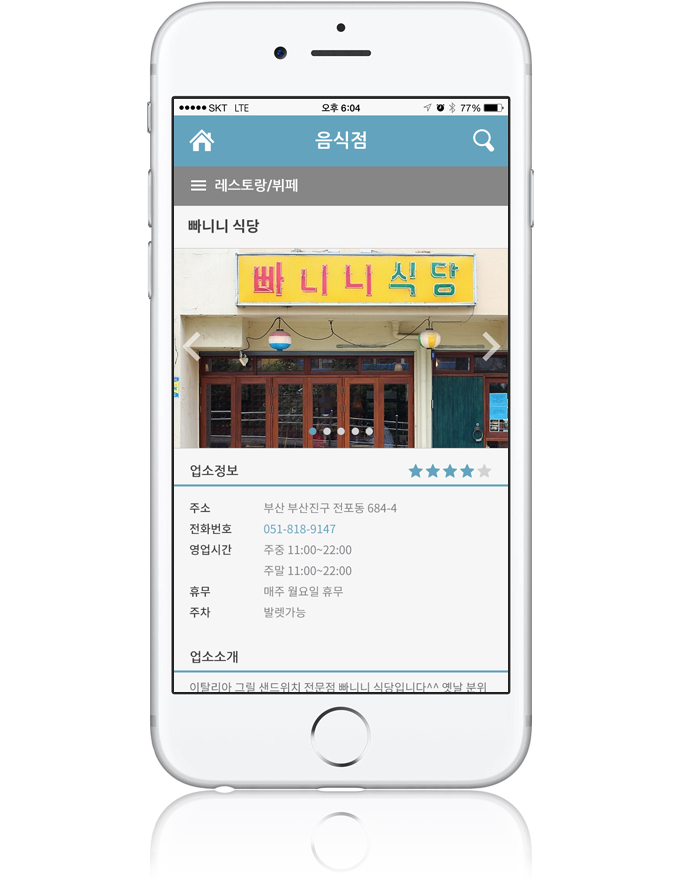 SKT LTE 오후 6:04 77%
음식점
레스토랑/뷔페
빠니니 식당
빠니니식당
업소정보
주소 부산 부산진구 전포동 684-4
전화번호 051-818-9147
영업시간 주중 11:00~22:00
주말 11:00~22:00
휴무 매주 월요일 휴무
주차 발렛가능
업소소개
이탈리아 그릴 샌드위치 전문점 빠니니 식당입니다^^ 옛날 분위